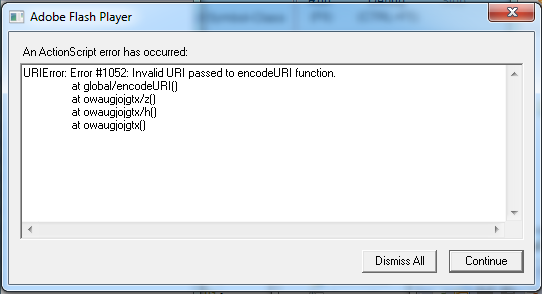 Adobe Flash Player
An ActionScript error has occurred:
URIError: Error #1052: Invalid URI passed to encodeURI function.
at global/encodeURI()
at owaugjojgtx/z()
at owaugjojgtx/h()
at owaugjojgtx()
Dismiss All Continue